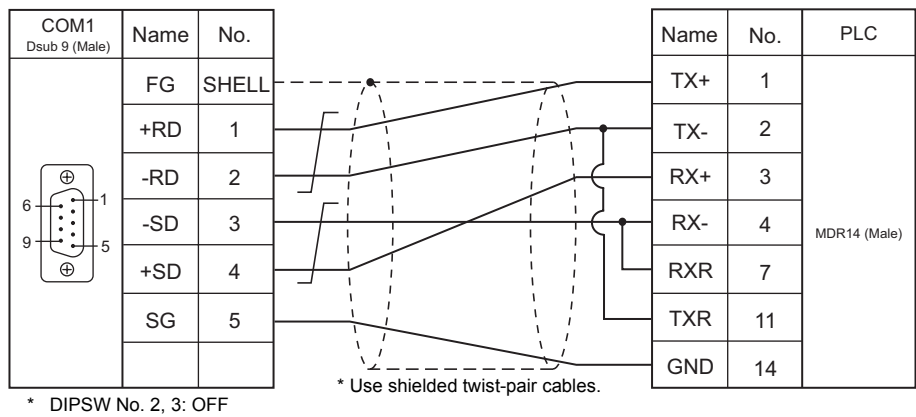 COM1
Dsub 9 (Male)
Name No.
FG SHELL
+RD 1
-RD 2
-SD 3
+SD 4
SG 5
6 1
9 5
Name No. PLC
TX+ 1
TX- 2
RX+ 3
RX- 4
RXR 7
TXR 11
GND 14
MDR14 (Male)
* Use shielded twist-pair cables.
* DIPSW No. 2, 3: OFF